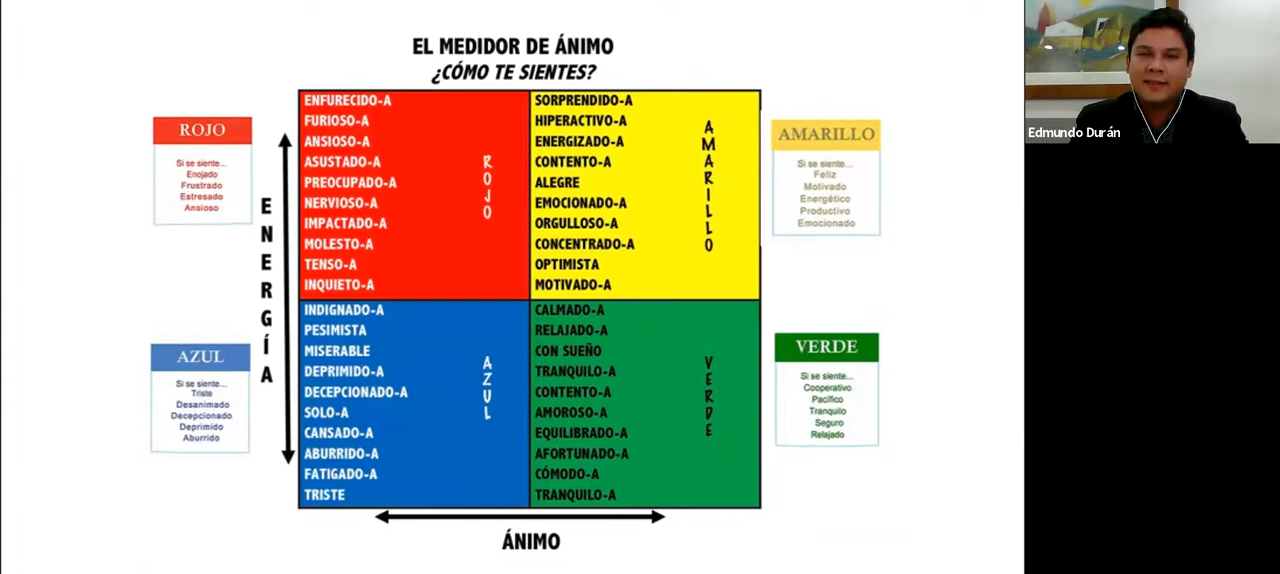 EL MEDIDOR DE ÁNIMO
¿CÓMO TE SIENTES?
ROJO
Si se siente...
Enojado
Frustrado
Estresado
Ansioso
AZUL
Si se siente...
Triste
Desanimado
Decepcionado
Deprimido
Aburrido
ENERGÍA
ENFURECIDO-A
FURIOSO-A
ANSIOSO-A
ASUSTADO-A
PREOCUPADO-A
NERVIOSO-A
IMPACTADO-A
MOLESTO-A
TENSO-A
INQUIETO-A
ROJO
SORPRENDIDO-A
HIPERACTIVO-A
ENERGIZADO-A
CONTENTO-A
ALEGRE
EMOCIONADO-A
ORGULLOSO-A
CONCENTRADO-A
OPTIMISTA
MOTIVADO-A
AMARILLO
INDIGNADO-A
PESIMISTA
MISERABLE
DEPRIMIDO-A
DECEPCIONADO-A
SOLO-A
CANSADO-A
ABURRIDO-A
FATIGADO-A
TRISTE
AZUL
CALMADO-A
RELAJADO-A
CON SUEÑO
TRANQUILO-A
CONTENTO-A
AMOROSO-A
EQUILIBRADO-A
AFORTUNADO-A
CÓMODO-A
TRANQUILO-A
VERDE
ÁNIMO
AMARILLO
Si se siente...
Feliz
Motivado
Energético
Productivo
Emocionado
VERDE
Si se siente...
Cooperativo
Pacífico
Tranquilo
Seguro
Relajado
Edmundo Durán